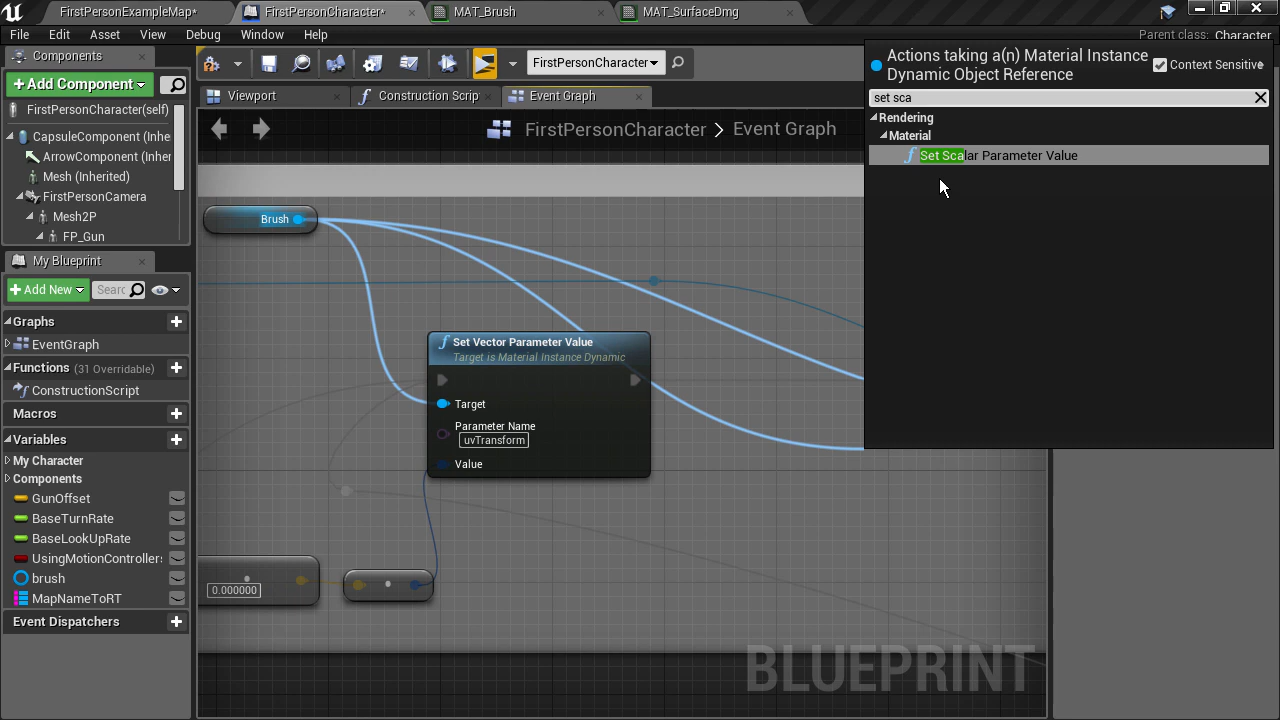 FirstPersonExampleMap*
FirstPersonCharacter*
MAT_Brush
MAT_SurfaceDmg
File Edit Asset View Debug Window Help
Parent class: Character
Components
+ Add Component
FirstPersonCharacter(self)
CapsuleComponent (Inhe
ArrowComponent (Inher
Mesh (Inherited)
FirstPersonCamera
Mesh2P
FP_Gun
FirstPersonCharacter
Viewport
Construction Scrip
Event Graph
FirstPersonCharacter > Event Graph
Actions taking a(n) Material Instance
Dynamic Object Reference
Context Sensitive
set sca
Rendering
Material
Set Scalar Parameter Value
My Blueprint
+ Add New
Searc
Graphs
EventGraph
Functions (31 Overridable)
ConstructionScript
Macros
Variables
My Character
Components
GunOffset
BaseTurnRate
BaseLookUpRate
UsingMotionControllers
brush
MapNameToRT
Event Dispatchers
Brush
Set Vector Parameter Value
Target is Material Instance Dynamic
Target
Parameter Name
uvTransform
Value
0.000000
BLUEPRINT